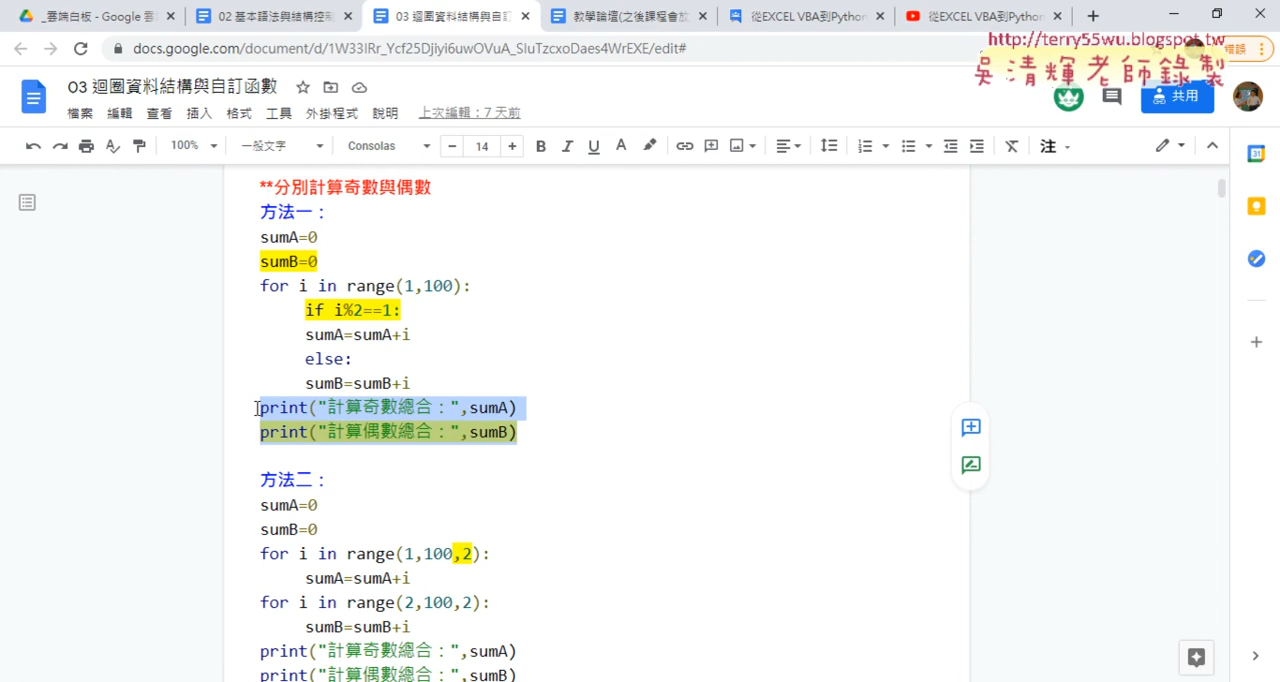 _雲端白板 - Google 雲
02 基本語法與結構控制
03 迴圈資料結構與自訂
教學論壇(之後課程會放
從EXCEL VBA到Python
從EXCEL VBA到Python
docs.google.com/document/d/1W33IRr_Ycf25Djiyi6uwOVuA_SIuTzcxoDaes4WrEXE/edit#
http://terry55wu.blogspot.tw
吳清輝老師錄製
03 迴圈資料結構與自訂函數
共用
檔案 編輯 查看 插入 格式 工具 外掛程式 說明 上次編輯：7 天前
100% 一般文字 Consolas 14 B I U A 注
**分別計算奇數與偶數
方法一：
sumA=0
sumB=0
for i in range(1,100):
if i%2==1:
sumA=sumA+i
else:
sumB=sumB+i
print("計算奇數總合：",sumA)
print("計算偶數總合：",sumB)
方法二：
sumA=0
sumB=0
for i in range(1,100,2):
sumA=sumA+i
for i in range(2,100,2):
sumB=sumB+i
print("計算奇數總合：",sumA)
print("計算偶數總合：",sumB)